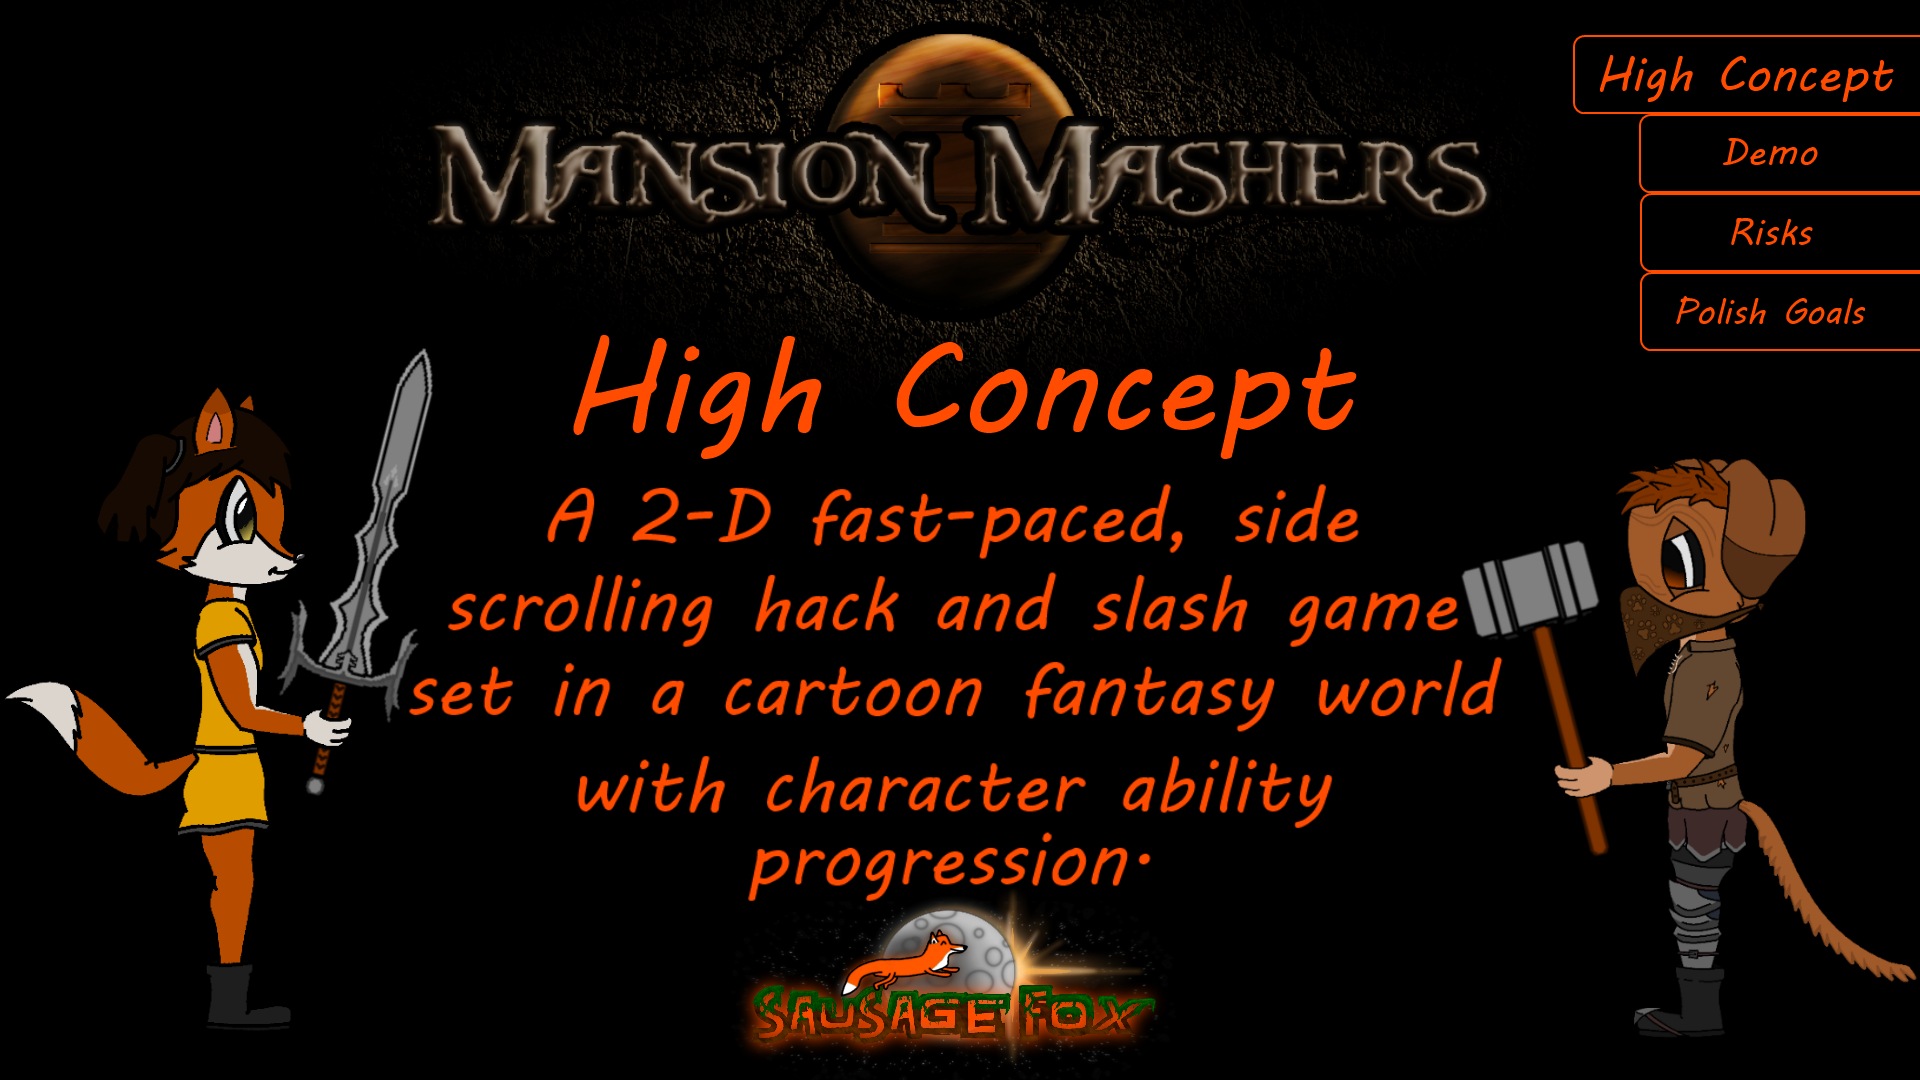 MANSION MASHERS
High Concept
Demo
Risks
Polish Goals
High Concept
A 2-D fast-paced, side
scrolling hack and slash game
set in a cartoon fantasy world
with character ability
progression.
SAUSAGE FOX